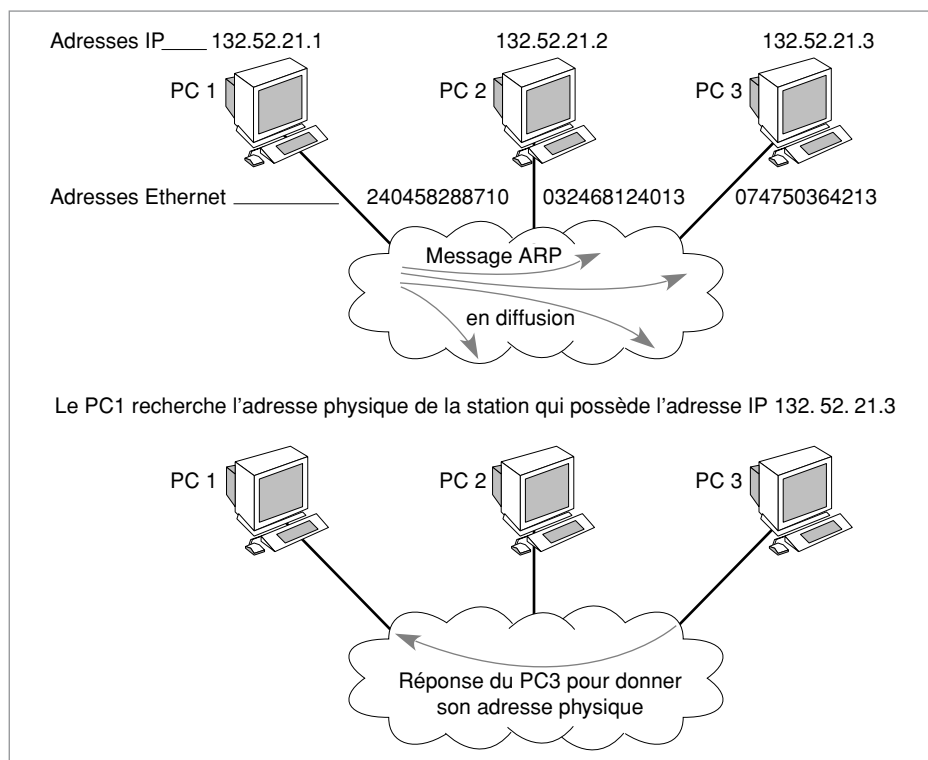 Adresses IP____ 132.52.21.1 132.52.21.2 132.52.21.3
PC 1 PC 2 PC 3
Adresses Ethernet ____________ 240458288710 032468124013 074750364213
Message ARP
en diffusion
Le PC1 recherche l'adresse physique de la station qui possède l'adresse IP 132. 52. 21.3
PC 1 PC 2 PC 3
Réponse du PC3 pour donner
son adresse physique